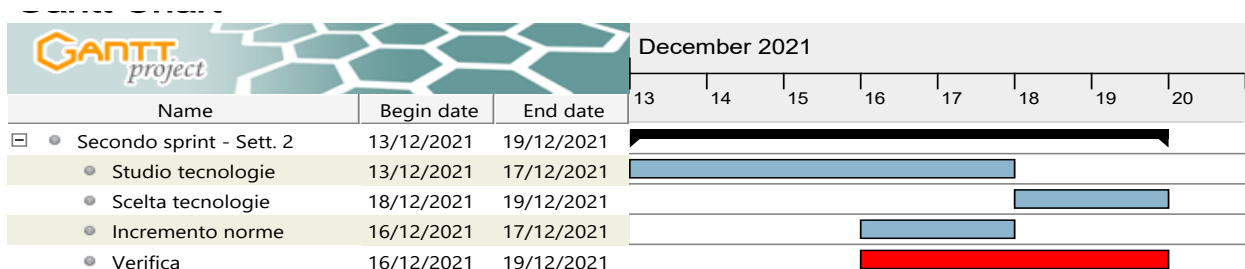 Gantt Chart
GANTT
project
December 2021
Name Begin date End date
13 14 15 16 17 18 19 20
Secondo sprint - Sett. 2 13/12/2021 19/12/2021
Studio tecnologie 13/12/2021 17/12/2021
Scelta tecnologie 18/12/2021 19/12/2021
Incremento norme 16/12/2021 17/12/2021
Verifica 16/12/2021 19/12/2021